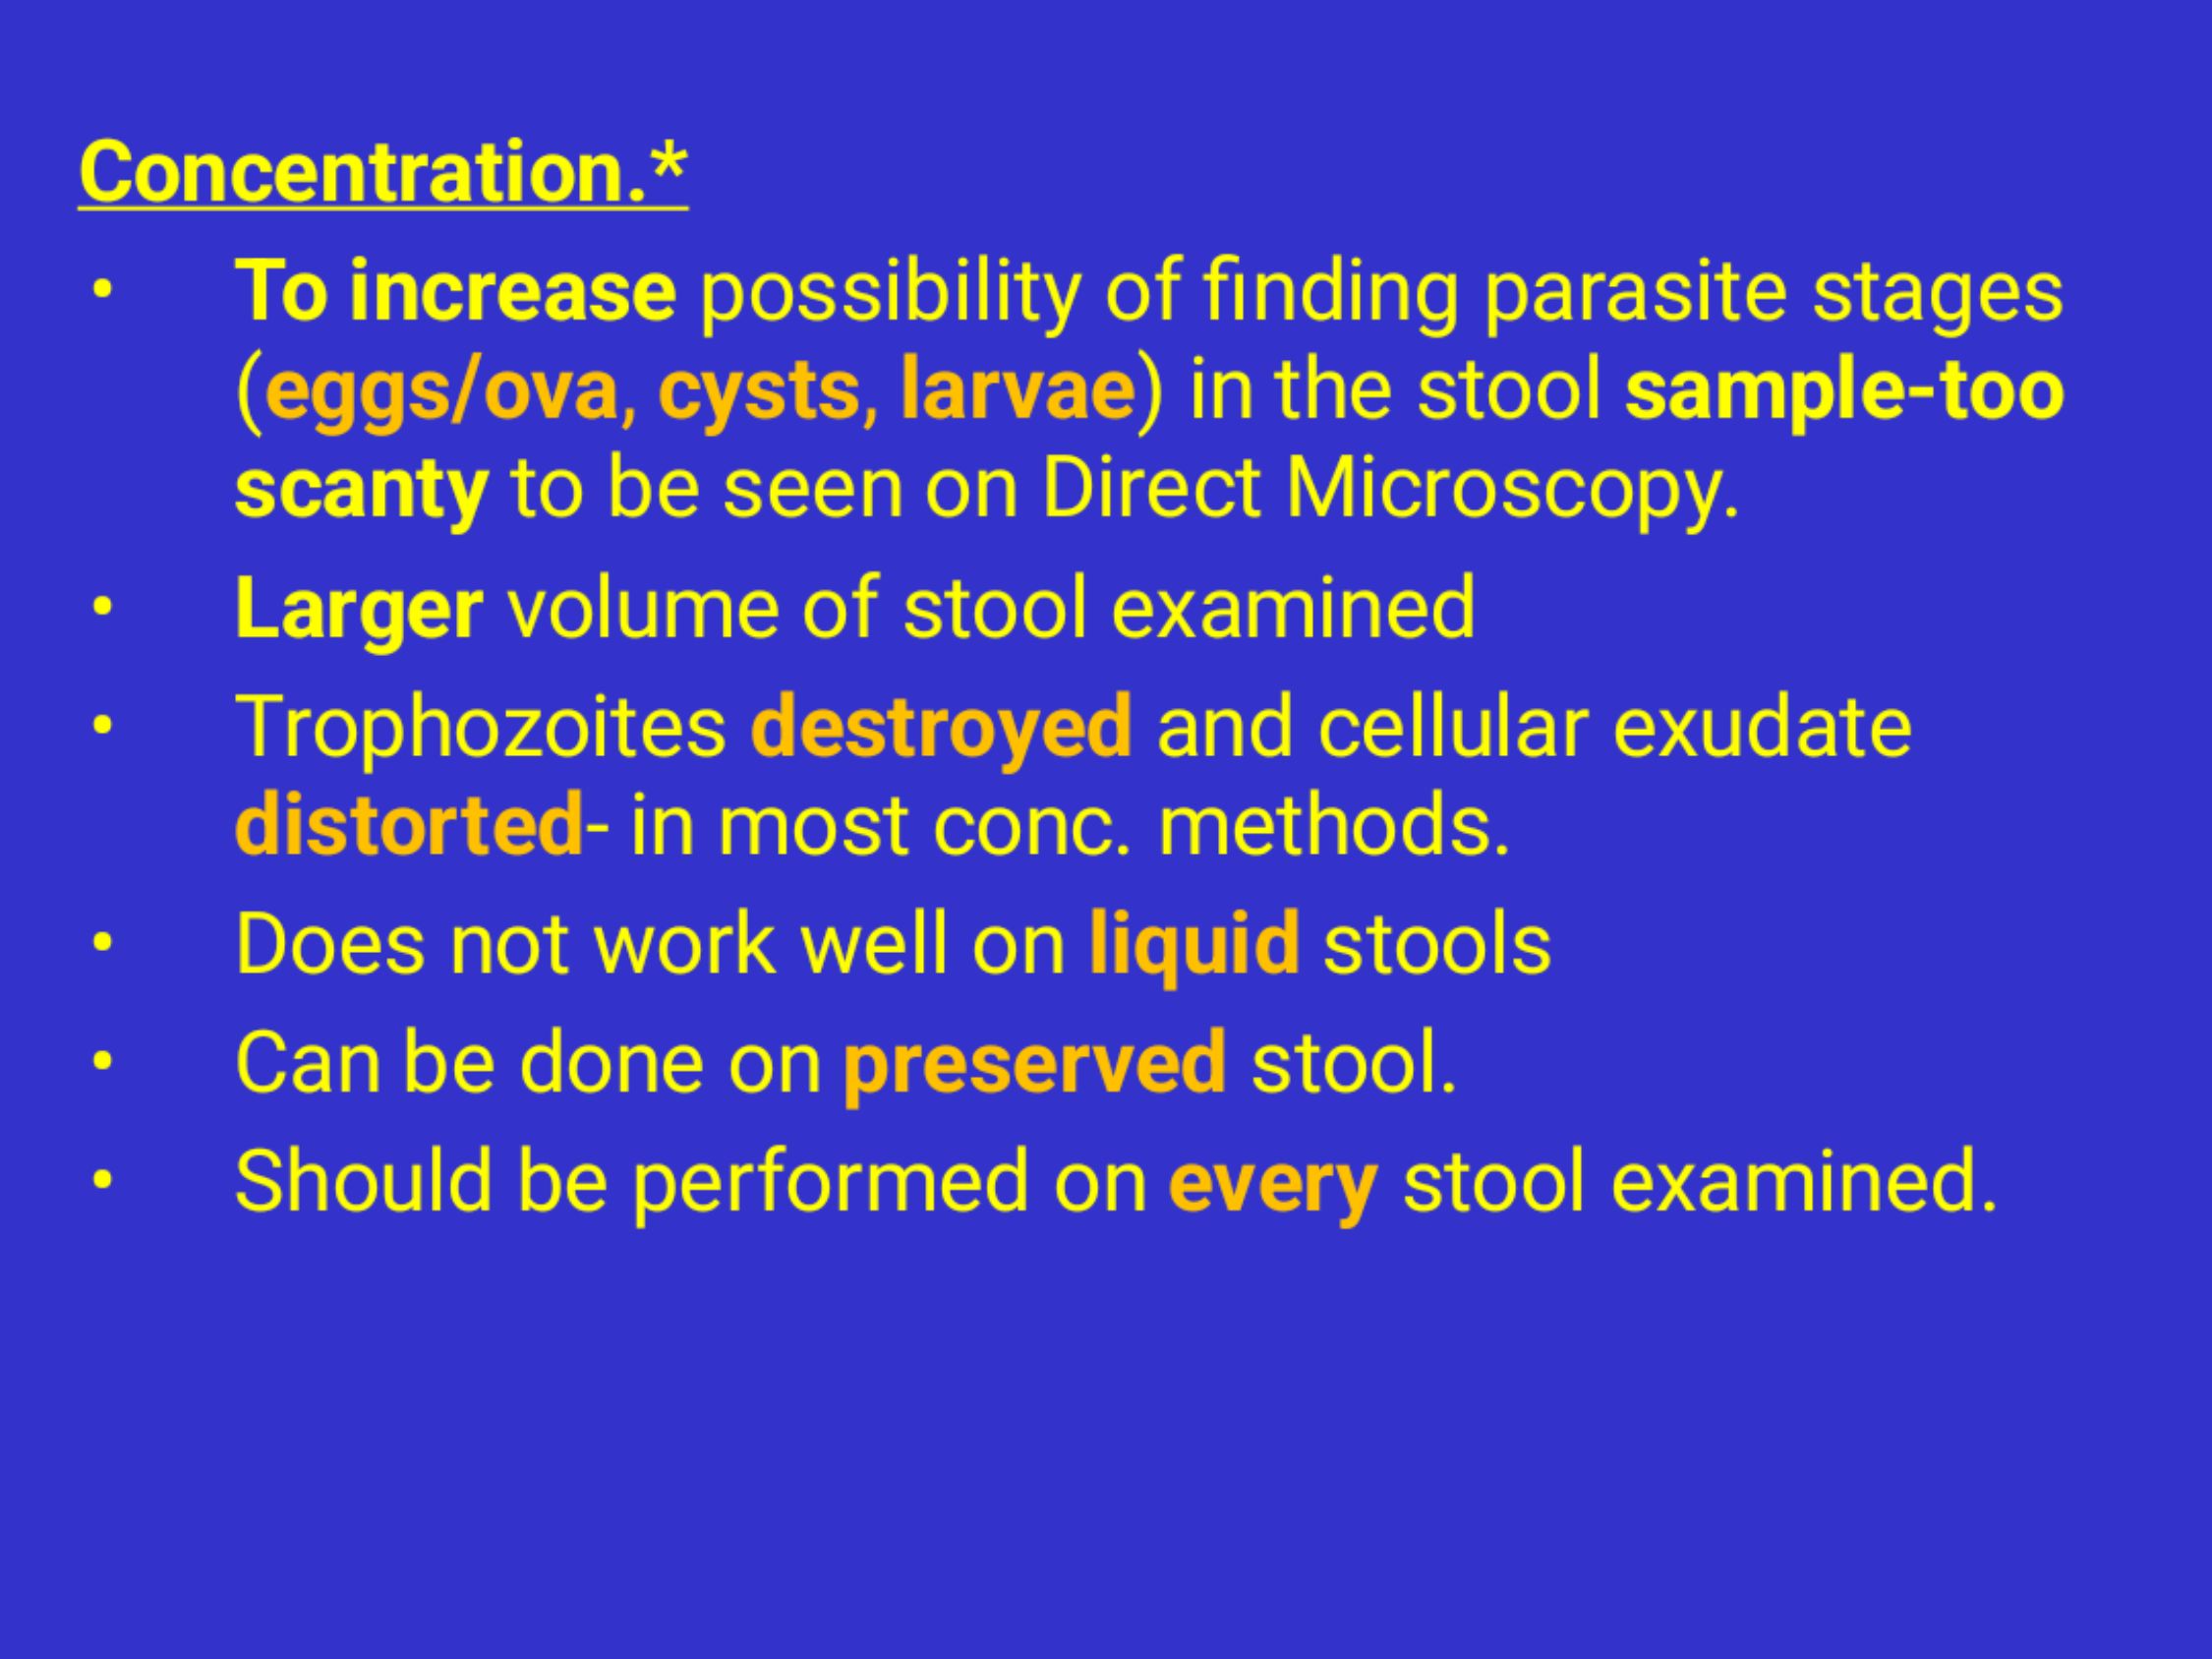 Concentration.*
• To increase possibility of finding parasite stages
(eggs/ova, cysts, larvae) in the stool sample-too
scanty to be seen on Direct Microscopy.
• Larger volume of stool examined
• Trophozoites destroyed and cellular exudate
distorted- in most conc. methods.
• Does not work well on liquid stools
• Can be done on preserved stool.
• Should be performed on every stool examined.